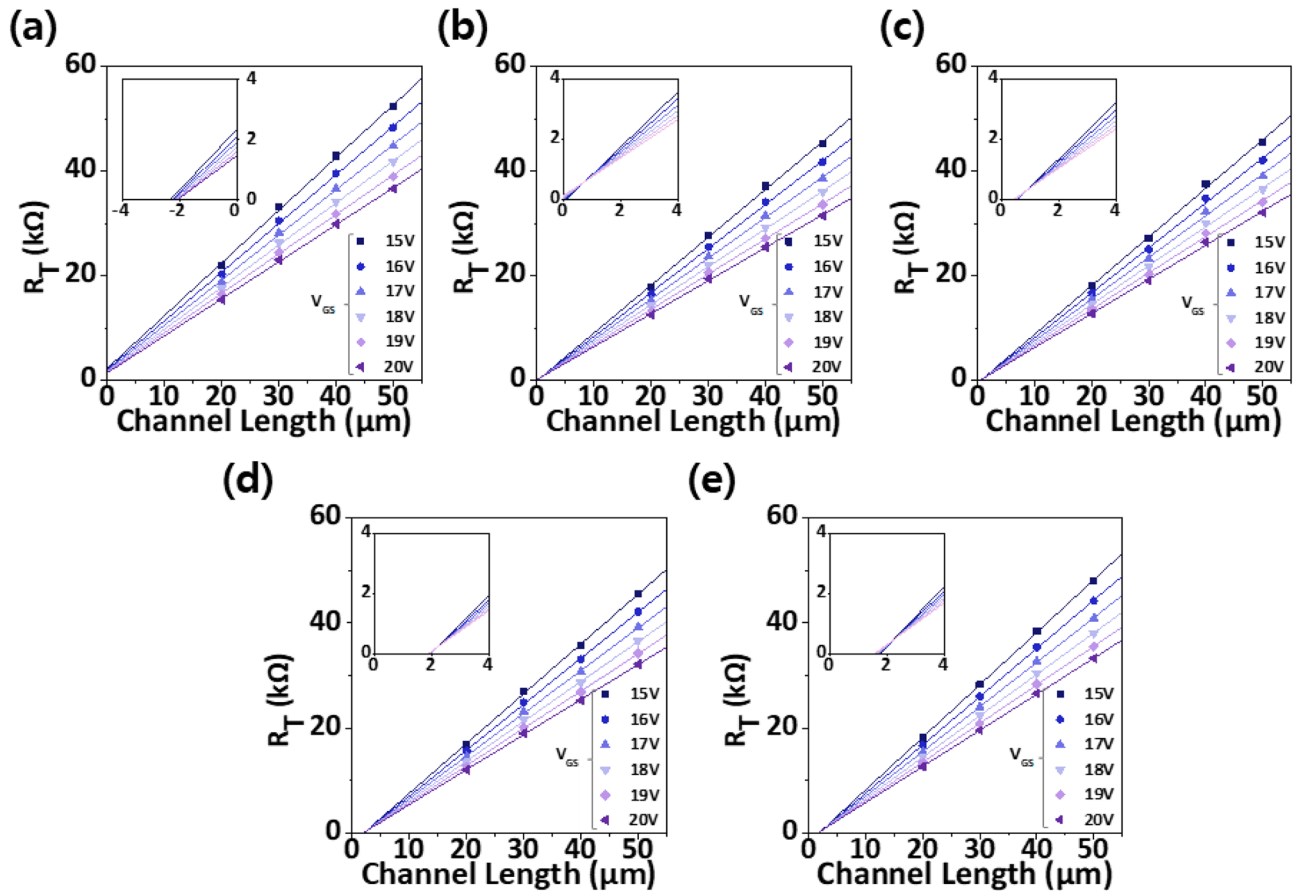 (a)
60
40
20
0
R_T (kΩ)
4
2
0
-4 -2 0
15V
16V
17V
18V
19V
20V
V_GS
0 10 20 30 40 50
Channel Length (µm)
(b)
60
40
20
0
R_T (kΩ)
4
2
0
0 2 4
15V
16V
17V
18V
19V
20V
V_GS
0 10 20 30 40 50
Channel Length (µm)
(c)
60
40
20
0
R_T (kΩ)
4
2
0
0 2 4
15V
16V
17V
18V
19V
20V
V_GS
0 10 20 30 40 50
Channel Length (µm)
(d)
60
40
20
0
R_T (kΩ)
4
2
0
0 2 4
15V
16V
17V
18V
19V
20V
V_GS
0 10 20 30 40 50
Channel Length (µm)
(e)
60
40
20
0
R_T (kΩ)
4
2
0
0 2 4
15V
16V
17V
18V
19V
20V
V_GS
0 10 20 30 40 50
Channel Length (µm)